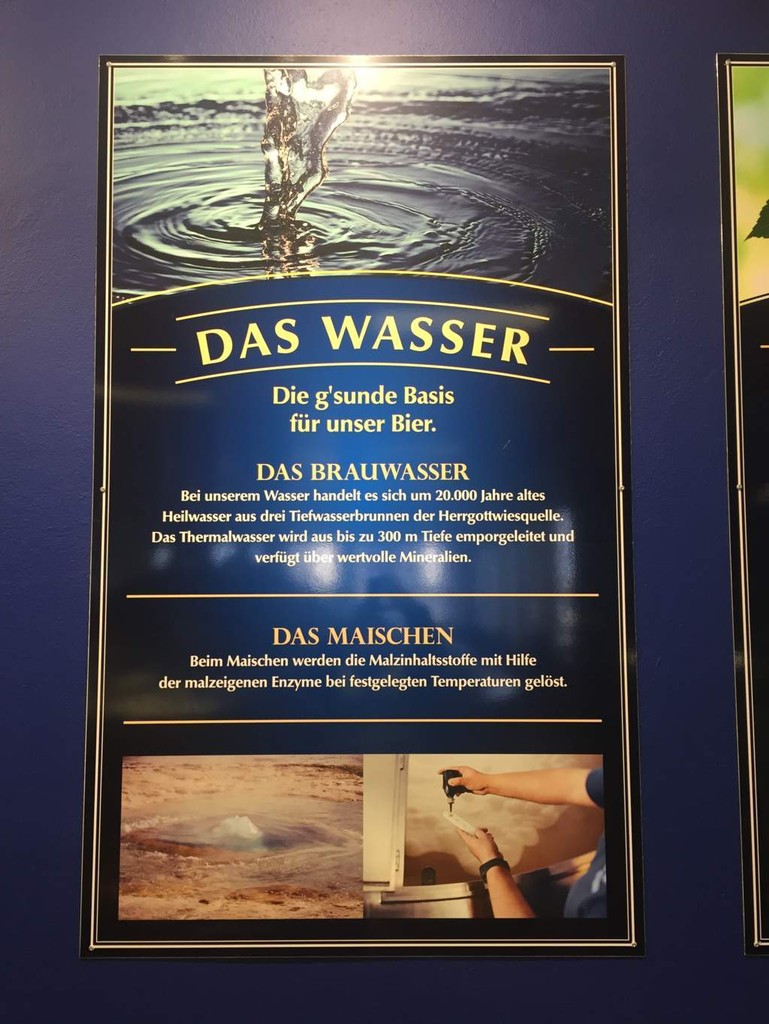 DAS WASSER
Die g'sunde Basis
für unser Bier.
DAS BRAUWASSER
Bei unserem Wasser handelt es sich um 20.000 Jahre altes
Heilwasser aus drei Tiefwasserbrunnen der Herrgottwiesquelle.
Das Thermalwasser wird aus bis zu 300 m Tiefe emporgeleitet und
verfügt über wertvolle Mineralien.
DAS MAISCHEN
Beim Maischen werden die Malzinhaltsstoffe mit Hilfe
der malzeigenen Enzyme bei festgelegten Temperaturen gelöst.